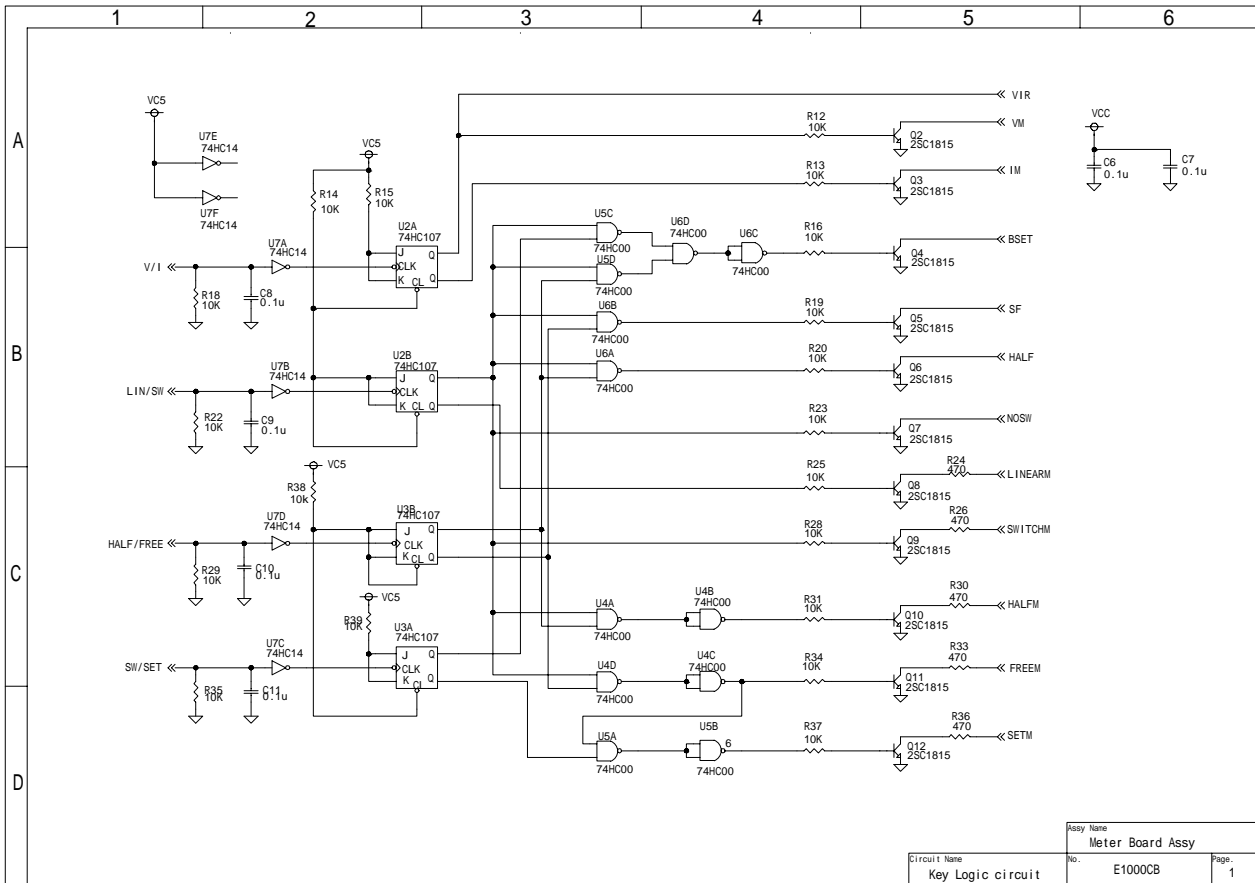 1 2 3 4 5 6
A
B
C
D
VC5
U7E
74HC14
U7F
74HC14
VC5
R14
10K
R15
10K
U2A
74HC107
J
Q
CLK
K
CL
Q
U7A
74HC14
V/I
R18
10K
C8
0.1u
VIR
R12
10K
Q2
2SC1815
VM
R13
10K
Q3
2SC1815
IM
VCC
C6
0.1u
C7
0.1u
U5C
74HC00
U6D
74HC00
U6C
74HC00
R16
10K
Q4
2SC1815
BSET
U5D
74HC00
U6B
74HC00
R19
10K
Q5
2SC1815
SF
U6A
74HC00
R20
10K
Q6
2SC1815
HALF
U7B
74HC14
LIN/SW
R22
10K
C9
0.1u
U2B
74HC107
J
Q
CLK
K
CL
Q
R23
10K
Q7
2SC1815
NOSW
R25
10K
Q8
2SC1815
R24
470
LINEARM
VC5
R38
10k
U7D
74HC14
HALF/FREE
R29
10K
C10
0.1u
U3B
74HC107
J
Q
CLK
K
CL
Q
R28
10K
Q9
2SC1815
R26
470
SWITCHM
VC5
R39
10K
U7C
74HC14
SW/SET
R35
10K
C11
0.1u
U3A
74HC107
J
Q
CLK
K
CL
Q
U4A
74HC00
U4B
74HC00
R31
10K
Q10
2SC1815
R30
470
HALFM
U4D
74HC00
U4C
74HC00
R34
10K
Q11
2SC1815
R33
470
FREEM
U5A
74HC00
U5B
6
74HC00
R37
10K
Q12
2SC1815
R36
470
SETM
Assy Name
Meter Board Assy
Circuit Name
Key Logic circuit
No.
E1000CB
Page.
1